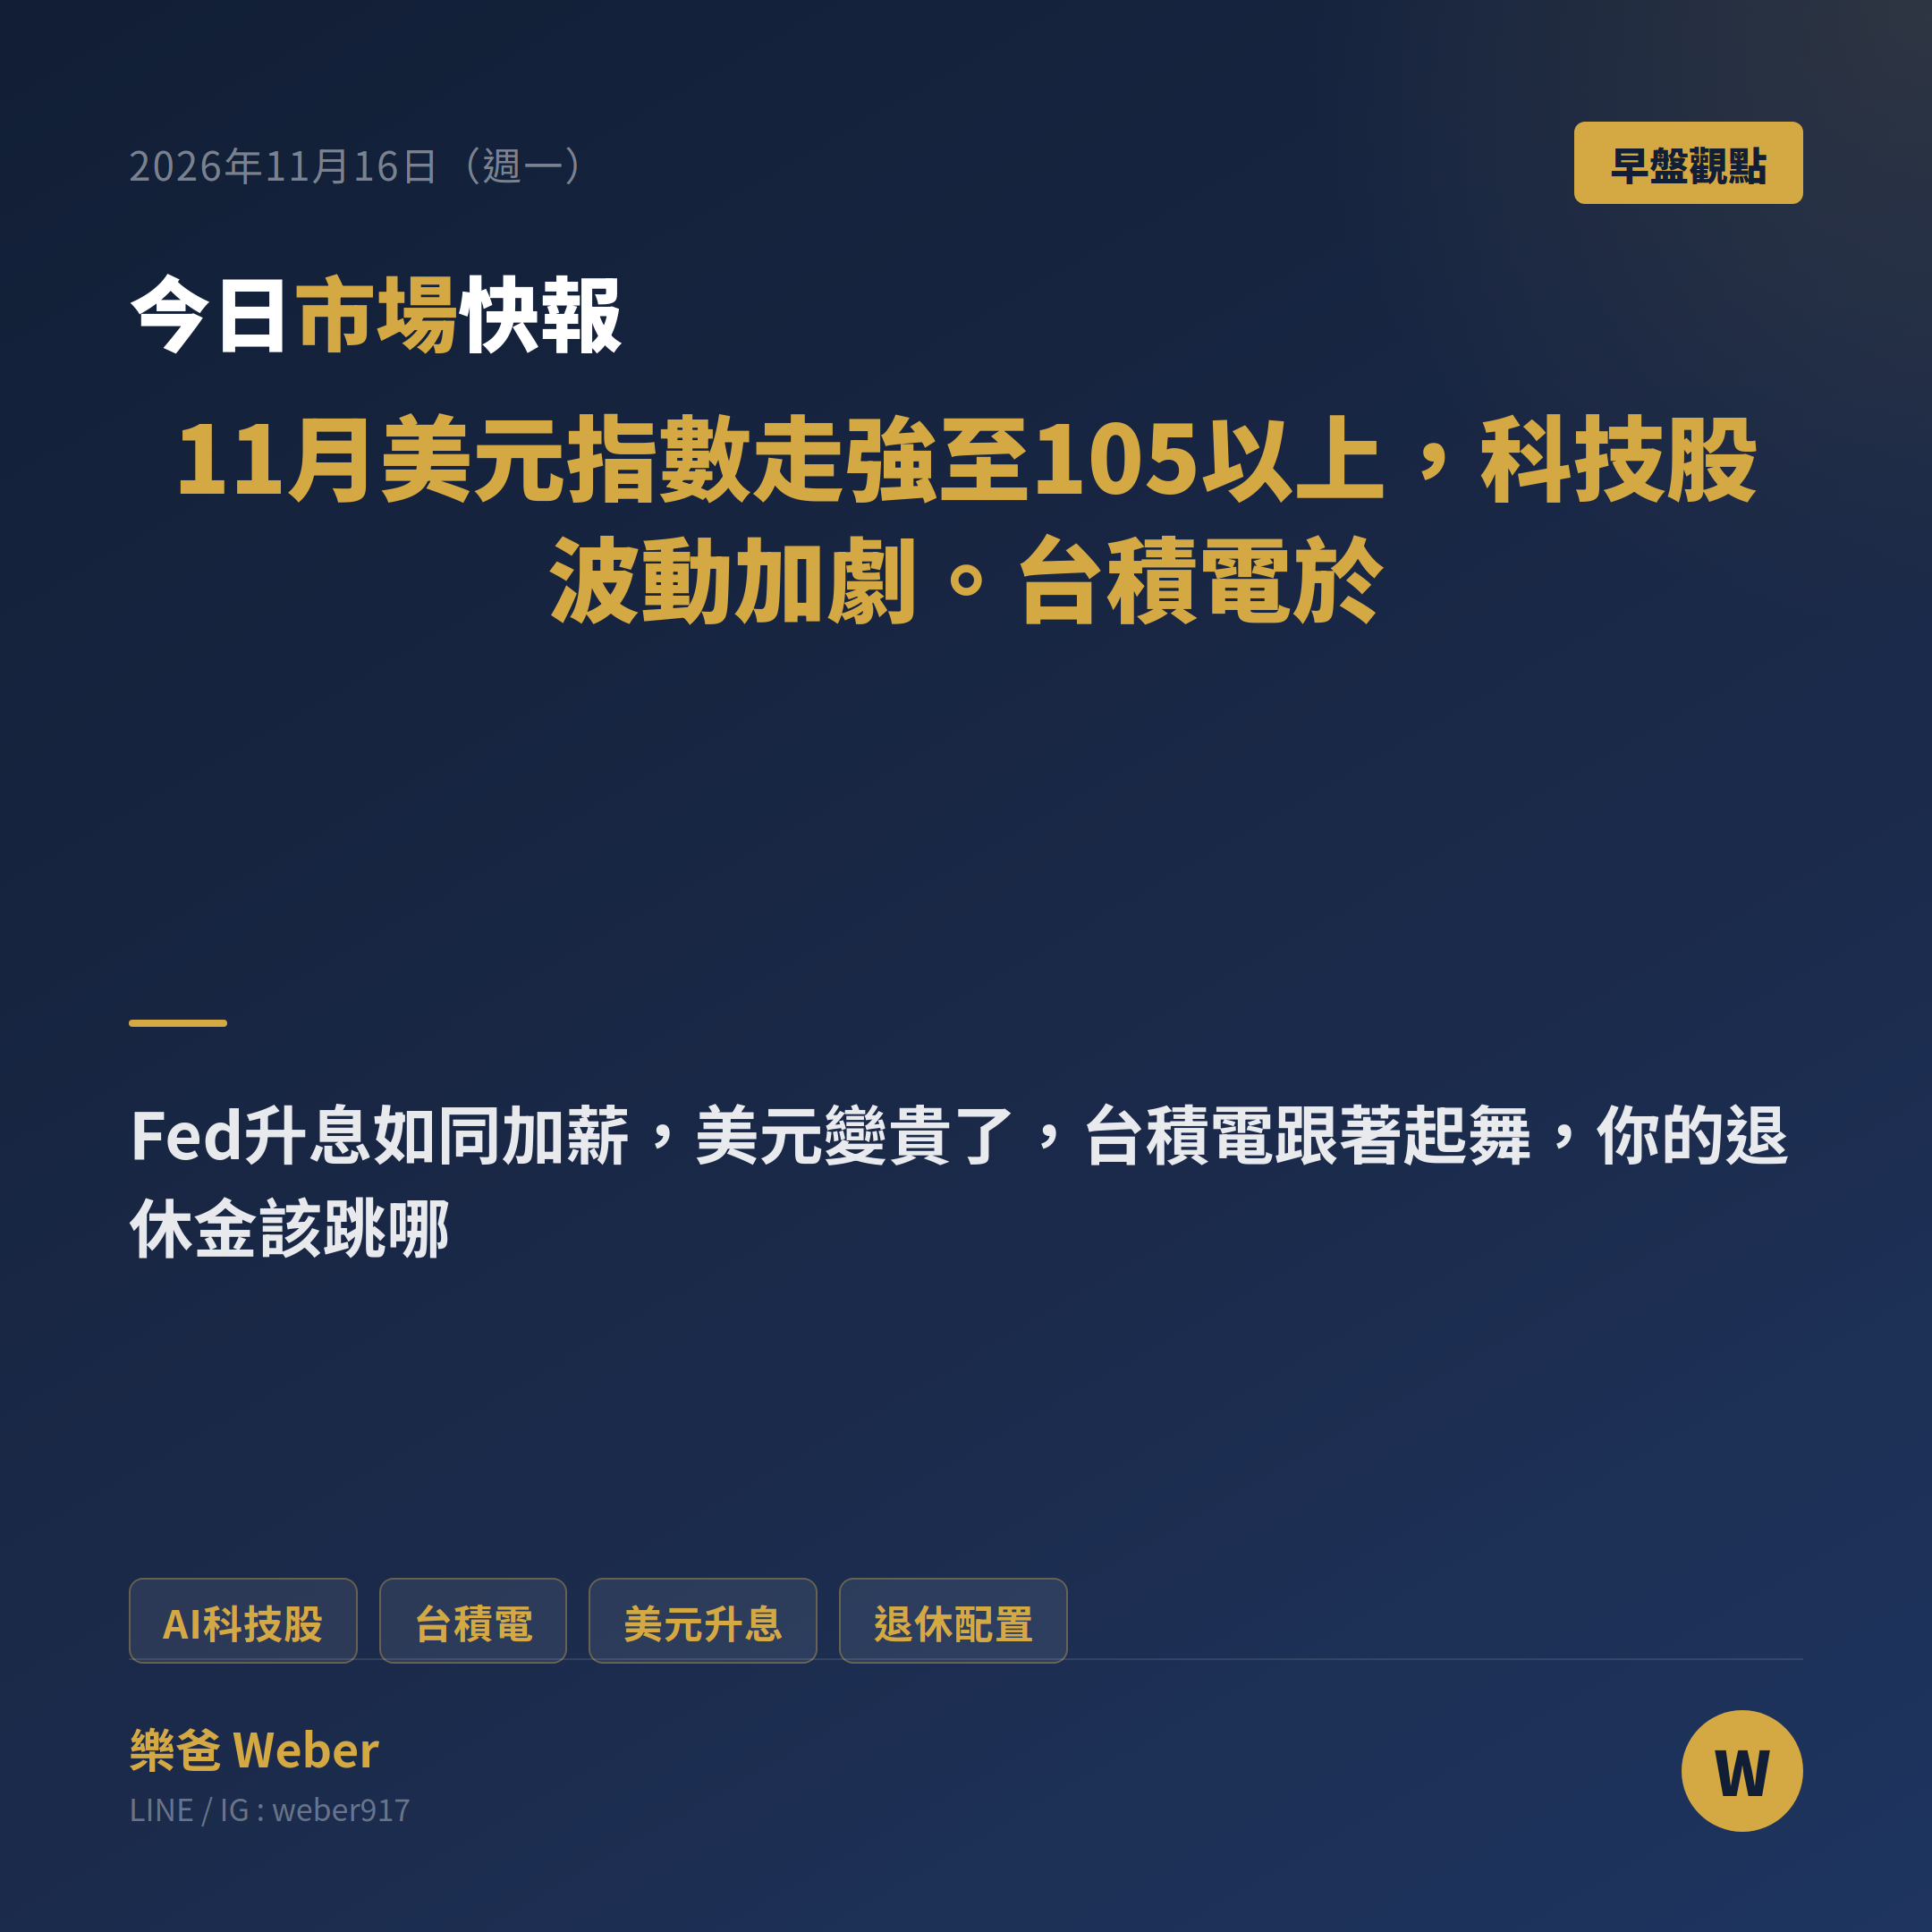 2026年11月16日（週一）
早盤觀點
今日市場快報
11月美元指數走強至105以上，科技股
波動加劇。台積電於
Fed升息如同加薪，美元變貴了，台積電跟著起舞，你的退
休金該跳哪
AI科技股
台積電
美元升息
退休配置
樂爸 Weber
LINE / IG : weber917
W